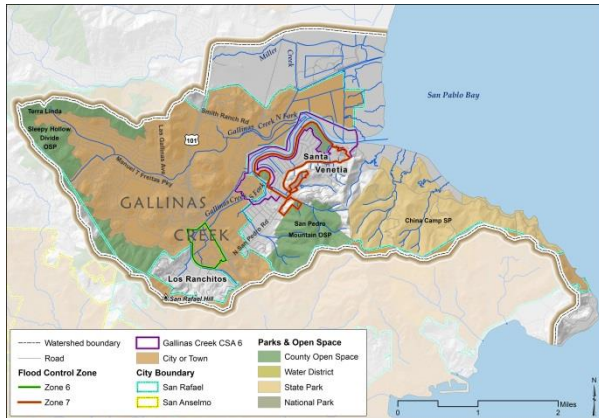 Miller
Creek
San Pablo Bay
Terra Linda
Sleepy Hollow
Divide
OSP
Smith Ranch Rd
Las Gallinas Ave
101
Gallinas Creek N Fork
Manuel T Freitas Pkwy
Santa
Venetia
GALLINAS
CREEK
Gallinas Creek S Fork
N San Pedro Rd
San Pedro
Mountain OSP
China Camp SP
Los Ranchitos
San Rafael Hill
Watershed boundary
Road
Flood Control Zone
Zone 6
Zone 7
Gallinas Creek CSA 6
City or Town
City Boundary
San Rafael
San Anselmo
Parks & Open Space
County Open Space
Water District
State Park
National Park
0 1 2
Miles
N